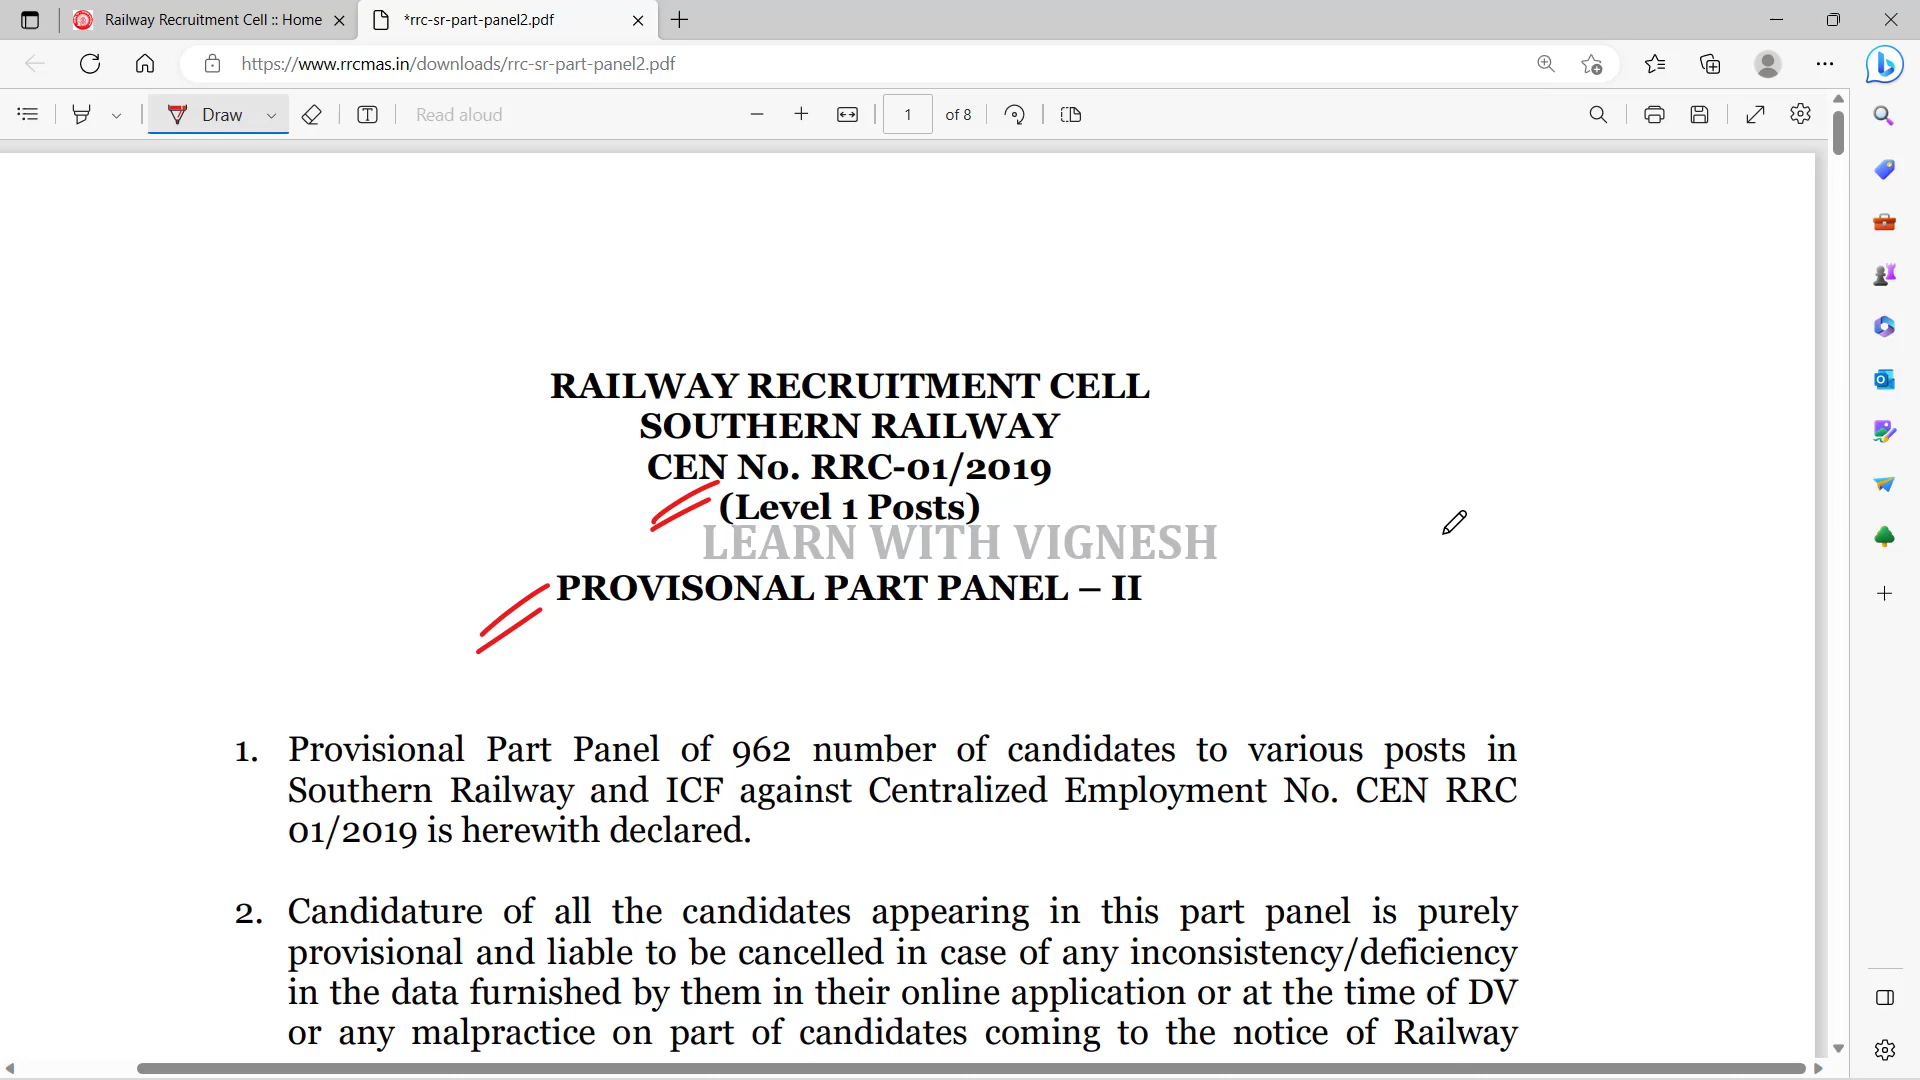 Railway Recruitment Cell :: Home
*rrc-sr-part-panel2.pdf
https://www.rrcmas.in/downloads/rrc-sr-part-panel2.pdf
Draw
Read aloud
1 of 8
RAILWAY RECRUITMENT CELL
SOUTHERN RAILWAY
CEN No. RRC-01/2019
(Level 1 Posts)
LEARN WITH VIGNESH
PROVISONAL PART PANEL – II
1. Provisional Part Panel of 962 number of candidates to various posts in
Southern Railway and ICF against Centralized Employment No. CEN RRC
01/2019 is herewith declared.
2. Candidature of all the candidates appearing in this part panel is purely
provisional and liable to be cancelled in case of any inconsistency/deficiency
in the data furnished by them in their online application or at the time of DV
or any malpractice on part of candidates coming to the notice of Railway